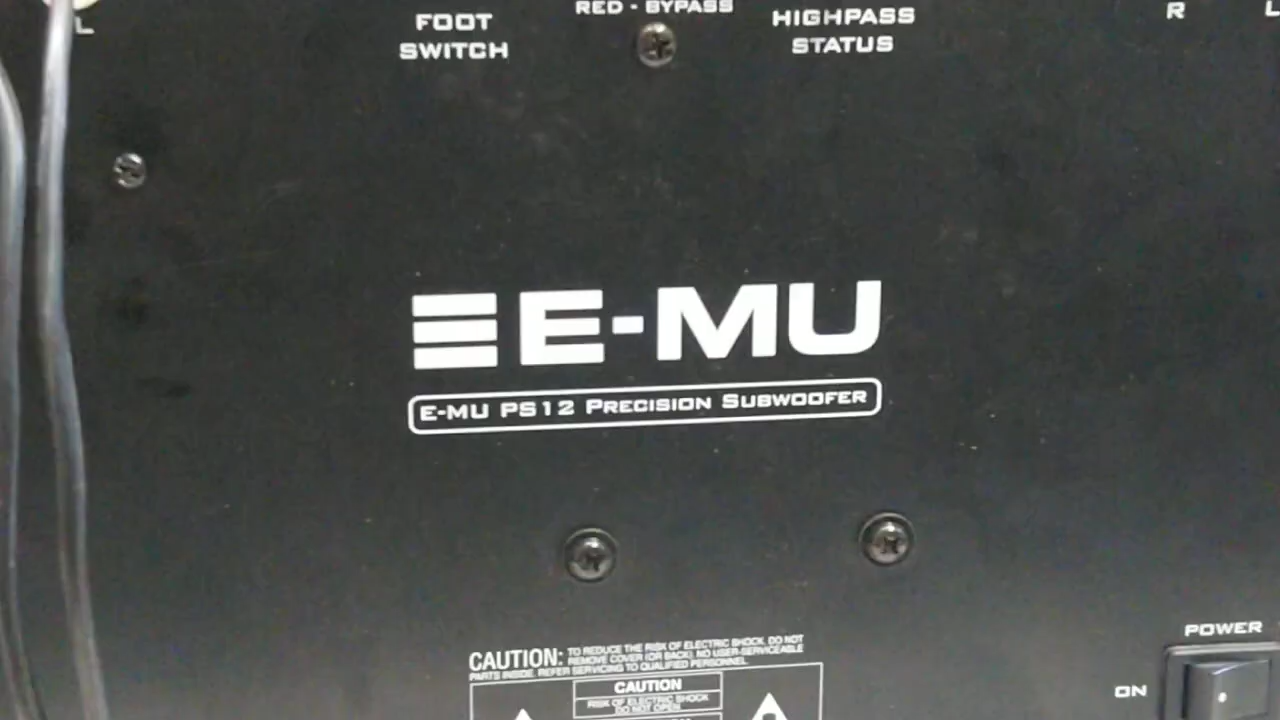 RED - BYPASS
FOOT
SWITCH
HIGHPASS
STATUS
R
L
L
E-MU
E-MU PS12 PRECISION SUBWOOFER
POWER
ON
CAUTION: TO REDUCE THE RISK OF ELECTRIC SHOCK, DO NOT
REMOVE COVER (OR BACK). NO USER-SERVICEABLE
PARTS INSIDE. REFER SERVICING TO QUALIFIED PERSONNEL.
CAUTION
RISK OF ELECTRIC SHOCK
DO NOT OPEN